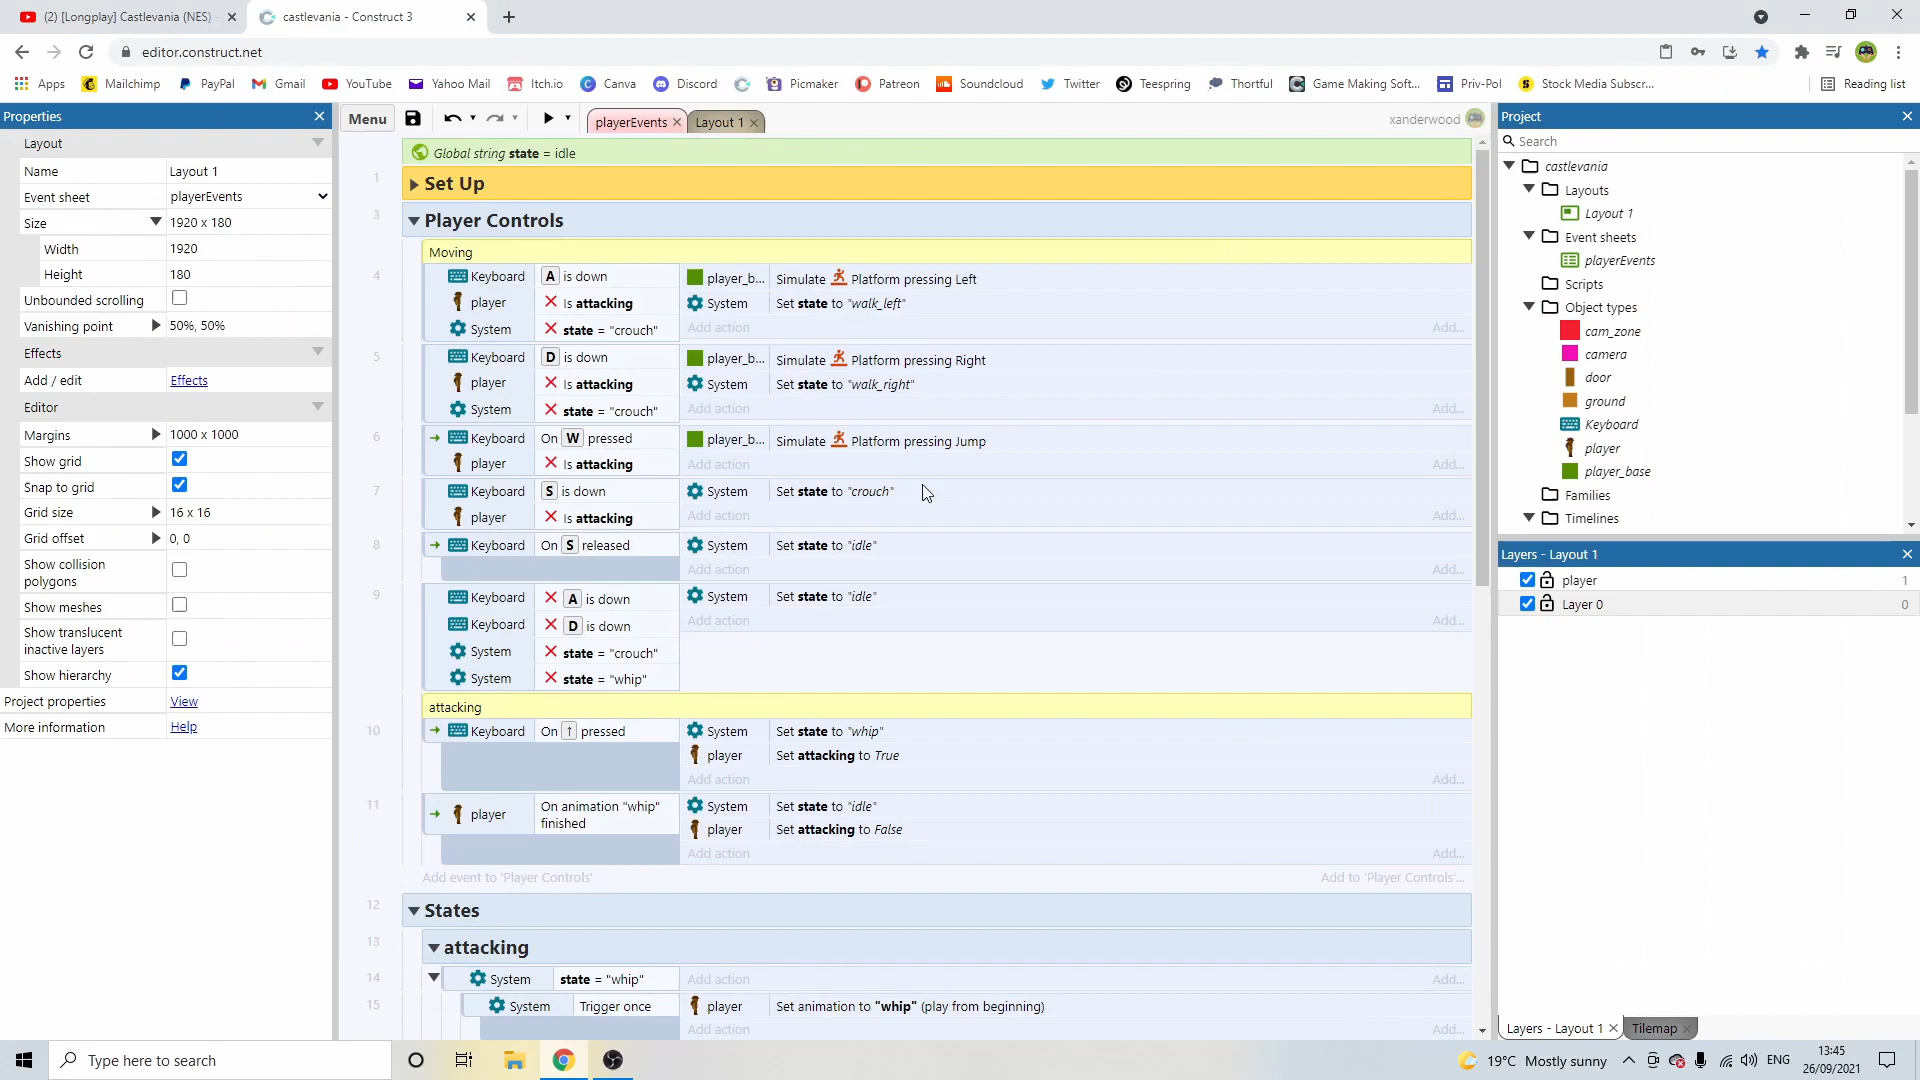 (2) [Longplay] Castlevania (NES)
castlevania - Construct 3
editor.construct.net
Apps Mailchimp PayPal Gmail YouTube Yahoo Mail Itch.io Canva Discord Picmaker Patreon Soundcloud Twitter Teespring Thortful Game Making Soft... Priv-Pol Stock Media Subscr... Reading list
Properties
Layout
Name Layout 1
Event sheet playerEvents
Size 1920 x 180
Width 1920
Height 180
Unbounded scrolling
Vanishing point 50%, 50%
Effects
Add / edit Effects
Editor
Margins 1000 x 1000
Show grid
Snap to grid
Grid size 16 x 16
Grid offset 0, 0
Show collision
polygons
Show meshes
Show translucent
inactive layers
Show hierarchy
Project properties View
More information Help
Menu playerEvents Layout 1 xanderwood
Global string state = idle
1 Set Up
3 Player Controls
Moving
4 Keyboard A is down player_b... Simulate Platform pressing Left
player Is attacking System Set state to "walk_left"
System state = "crouch" Add action Add...
5 Keyboard D is down player_b... Simulate Platform pressing Right
player Is attacking System Set state to "walk_right"
System state = "crouch" Add action Add...
6 Keyboard On W pressed player_b... Simulate Platform pressing Jump
player Is attacking Add action Add...
7 Keyboard S is down System Set state to "crouch"
player Is attacking Add action Add...
8 Keyboard On S released System Set state to "idle"
Add action Add...
9 Keyboard A is down System Set state to "idle"
Keyboard D is down Add action Add...
System state = "crouch"
System state = "whip"
attacking
10 Keyboard On ↑ pressed System Set state to "whip"
player Set attacking to True
Add action Add...
11 player On animation "whip" finished System Set state to "idle"
player Set attacking to False
Add action Add...
Add event to 'Player Controls' Add to 'Player Controls'...
12 States
13 attacking
14 System state = "whip" Add action Add...
15 System Trigger once player Set animation to "whip" (play from beginning)
Add action Add...
Project
Search
castlevania
Layouts
Layout 1
Event sheets
playerEvents
Scripts
Object types
cam_zone
camera
door
ground
Keyboard
player
player_base
Families
Timelines
Layers - Layout 1
player 1
Layer 0 0
Layers - Layout 1 Tilemap
Type here to search
19°C Mostly sunny ENG 13:45
26/09/2021